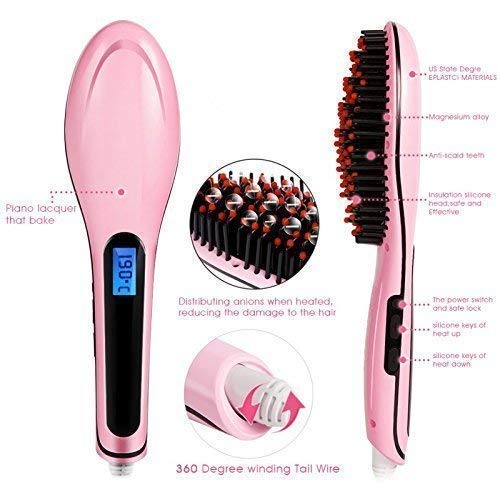 US State Degre
EPLASTCI MATERIALS
Magnesium alloy
Anti-scald teeth
Insulation silicone
head,safe and
Effective
Piano lacquer
that bake
190.C
Distributing anions when heated,
reducing the damage to the hair
The power switch
and safe lock
silicone keys of
heat up
silicone keys of
heat down
360 Degree winding Tail Wire